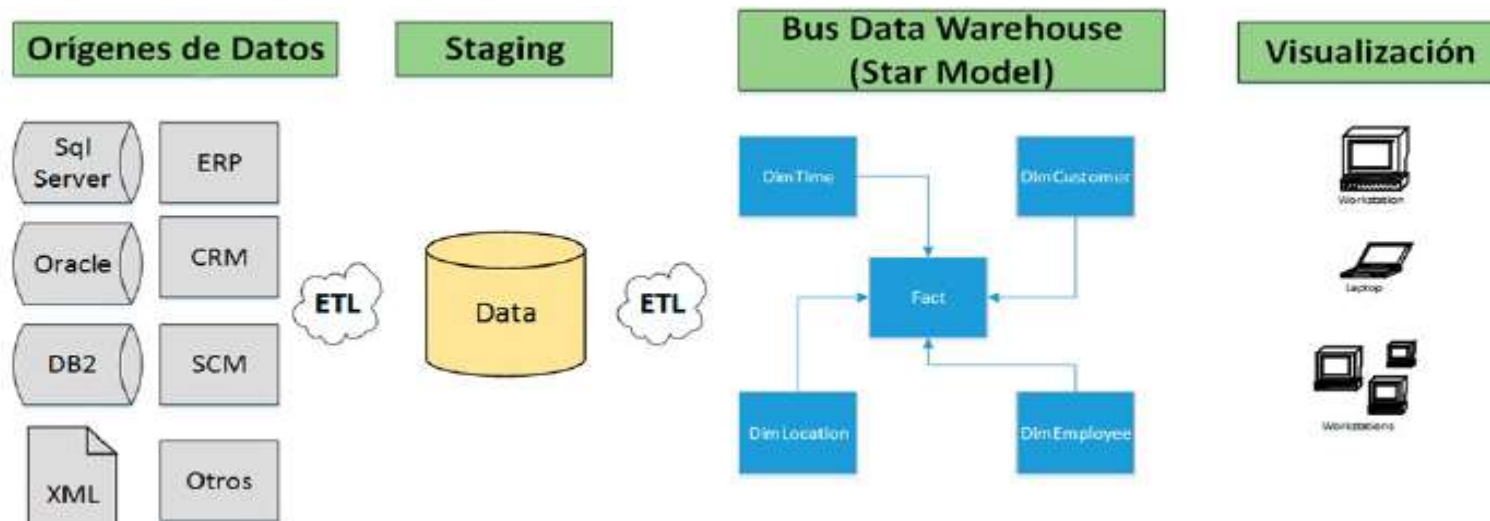 Orígenes de Datos
Staging
Bus Data Warehouse
(Star Model)
Visualización
Sql
Server
ERP
Oracle
CRM
DB2
SCM
XML
Otros
ETL
Data
ETL
DimTime
DimCustomer
Fact
DimLocation
DimEmployee
Workstation
Laptop
Workstations